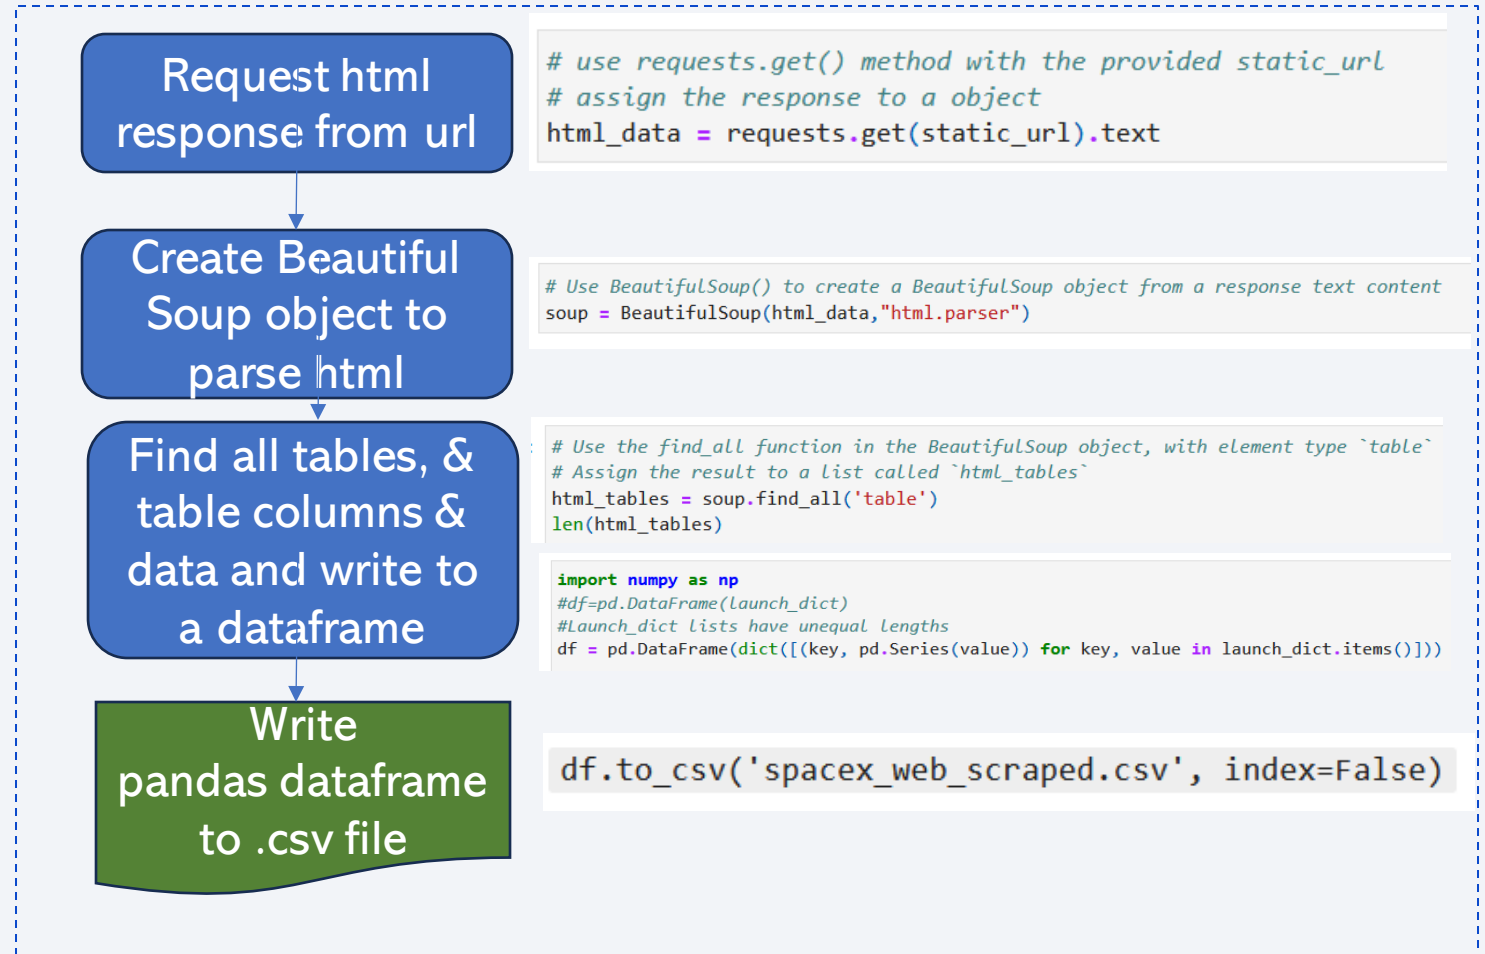 Request html
response from url
# use requests.get() method with the provided static_url
# assign the response to a object
html_data = requests.get(static_url).text
Create Beautiful
Soup object to
parse html
# Use BeautifulSoup() to create a BeautifulSoup object from a response text content
soup = BeautifulSoup(html_data,"html.parser")
Find all tables, &
table columns &
data and write to
a dataframe
# Use the find_all function in the BeautifulSoup object, with element type `table`
# Assign the result to a list called `html_tables`
html_tables = soup.find_all('table')
len(html_tables)
import numpy as np
#df=pd.DataFrame(launch_dict)
#Launch_dict lists have unequal lengths
df = pd.DataFrame(dict([(key, pd.Series(value)) for key, value in launch_dict.items()]))
Write
pandas dataframe
to .csv file
df.to_csv('spacex_web_scraped.csv', index=False)